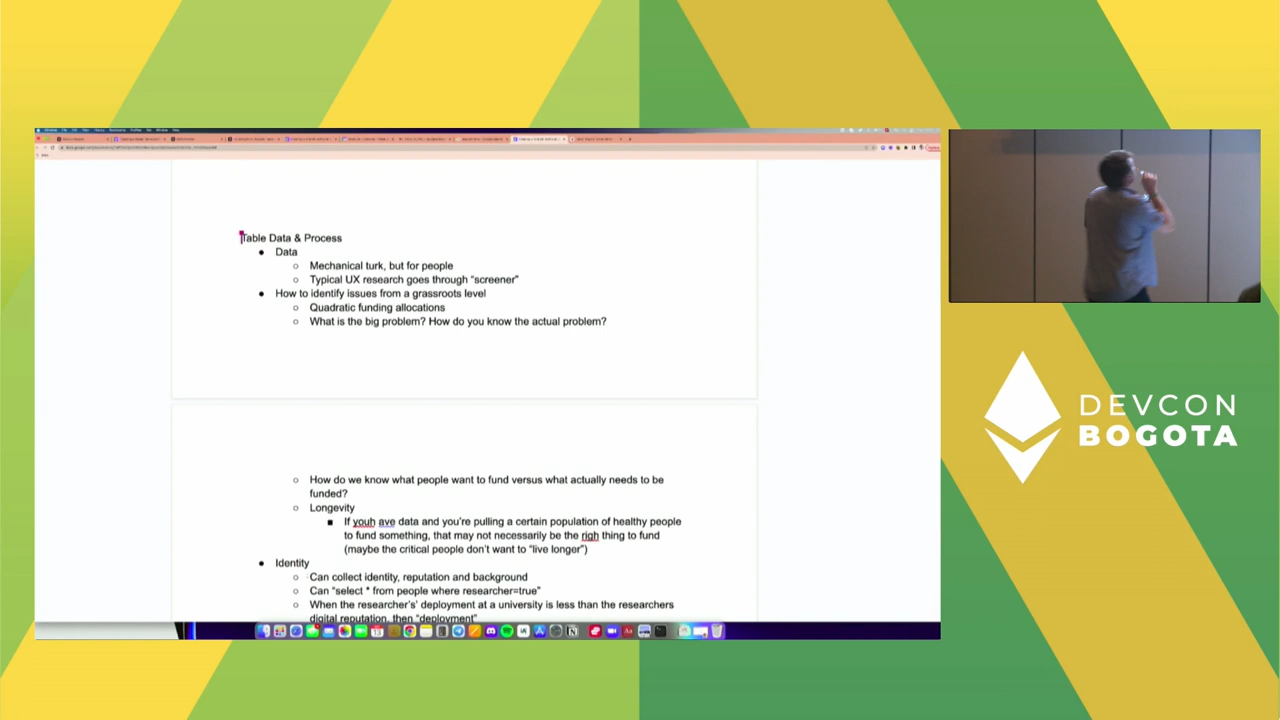 Table Data & Process
● Data
○ Mechanical turk, but for people
○ Typical UX research goes through “screener”
● How to identify issues from a grassroots level
○ Quadratic funding allocations
○ What is the big problem? How do you know the actual problem?
○ How do we know what people want to fund versus what actually needs to be
funded?
○ Longevity
■ If youh ave data and you’re pulling a certain population of healthy people
to fund something, that may not necessarily be the righ thing to fund
(maybe the critical people don’t want to “live longer”)
● Identity
○ Can collect identity, reputation and background
○ Can “select * from people where researcher=true”
○ When the researcher’s’ deployment at a university is less than the researchers
digital reputation, then “deployment”
DEVCON
BOGOTA